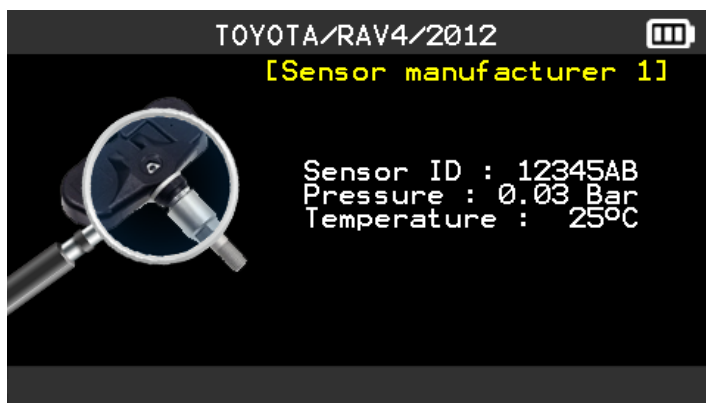 TOYOTA/RAV4/2012
[Sensor manufacturer 1]
Sensor ID : 12345AB
Pressure : 0.03 Bar
Temperature : 25ºC